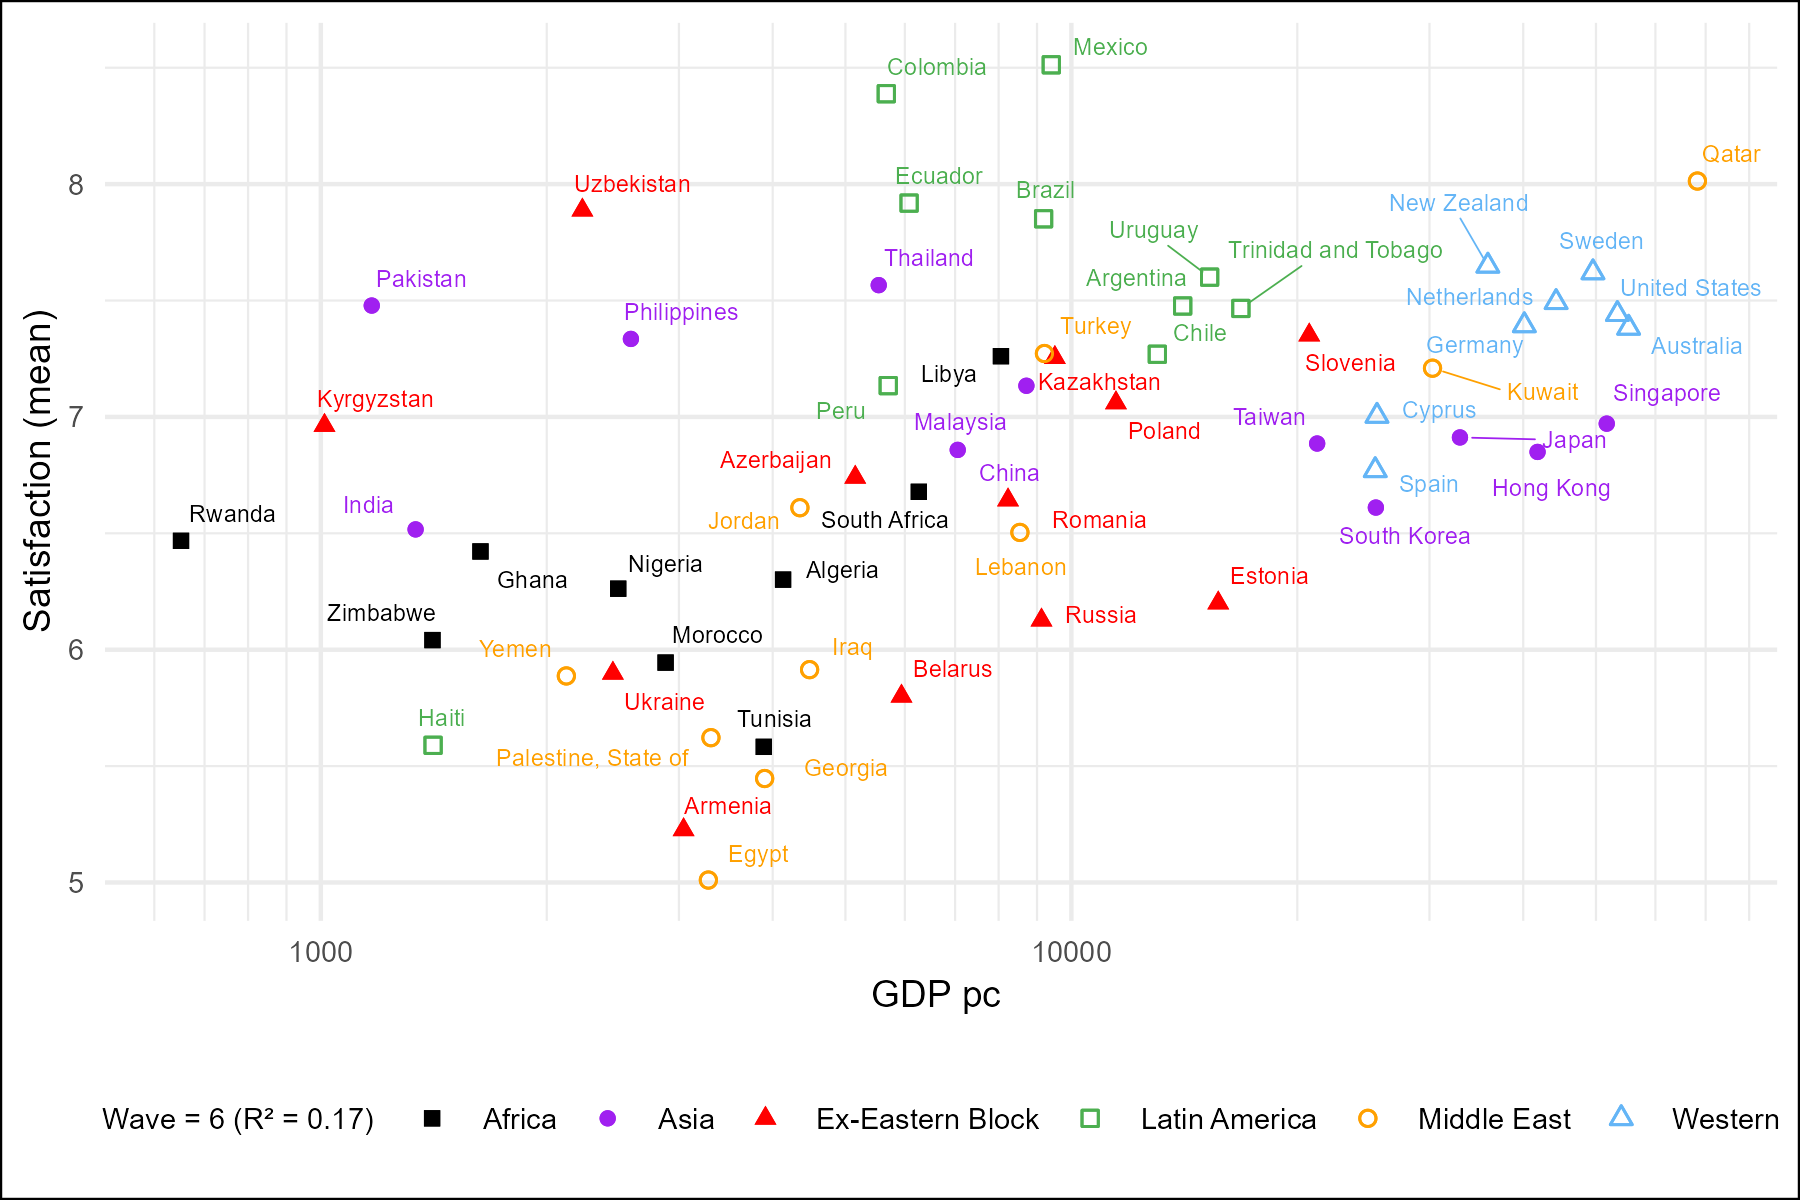 Mexico
Colombia
Qatar
8
Uzbekistan
Ecuador
Brazil
New Zealand
Uruguay
Sweden
Trinidad and Tobago
Thailand
Pakistan
Argentina
United States
Netherlands
Philippines
Turkey
Chile
Germany
Australia
Slovenia
Libya
Kazakhstan
Kuwait
Singapore
Kyrgyzstan
7
Peru
Cyprus
Taiwan
Malaysia
Poland
Japan
Azerbaijan
China
Spain
Hong Kong
India
Rwanda
Jordan
South Africa
Romania
South Korea
Satisfaction (mean)
Nigeria
Algeria
Lebanon
Ghana
Estonia
Zimbabwe
Russia
Morocco
6
Yemen
Iraq
Belarus
Ukraine
Haiti
Tunisia
Palestine, State of
Georgia
Armenia
Egypt
5
1000
10000
GDP pc
Wave = 6 (R² = 0.17)
Africa
Asia
Ex-Eastern Block
Latin America
Middle East
Western